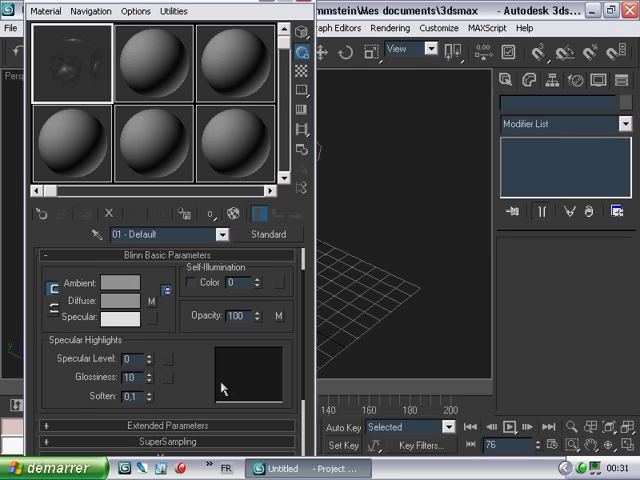 nmstein\Mes documents\3dsmax - Autodesk 3ds...
Material Navigation Options Utilities
File
aph Editors Rendering Customize MAXScript Help
View
Persp
Modifier List
01 - Default
Standard
Blinn Basic Parameters
Self-Illumination
Ambient:
Color 0
Diffuse: M
Specular:
Opacity: 100 M
Specular Highlights
Specular Level: 0
Glossiness: 10
Soften: 0,1
Extended Parameters
SuperSampling
140 160 180 200
Auto Key Selected
Set Key Key Filters...
76
démarrer
»
FR
Untitled - Project ...
00:31